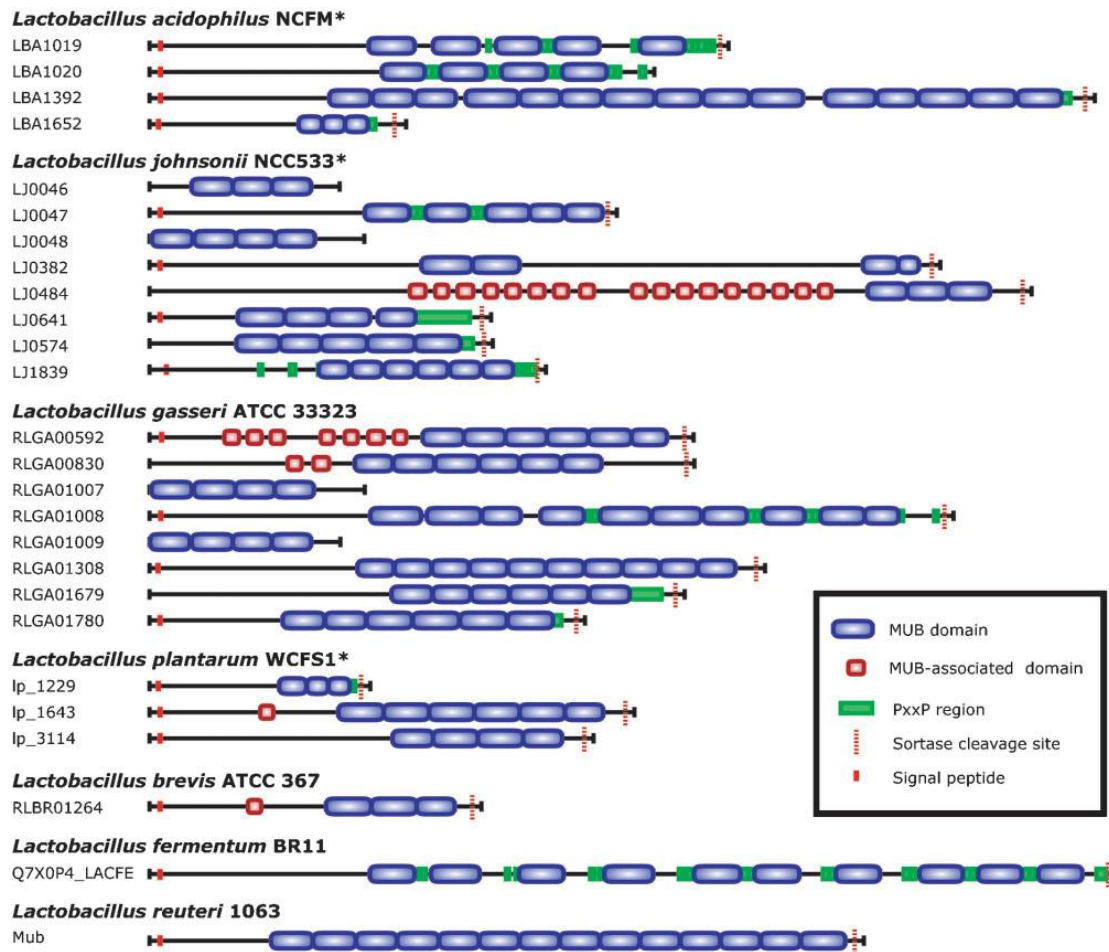 Lactobacillus acidophilus NCFM*
LBA1019
LBA1020
LBA1392
LBA1652
Lactobacillus johnsonii NCC533*
LJ0046
LJ0047
LJ0048
LJ0382
LJ0484
LJ0641
LJ0574
LJ1839
Lactobacillus gasseri ATCC 33323
RLGA00592
RLGA00830
RLGA01007
RLGA01008
RLGA01009
RLGA01308
RLGA01679
RLGA01780
MUB domain
MUB-associated domain
PxxP region
Sortase cleavage site
Signal peptide
Lactobacillus plantarum WCFS1*
lp_1229
lp_1643
lp_3114
Lactobacillus brevis ATCC 367
RLBR01264
Lactobacillus fermentum BR11
Q7X0P4_LACFE
Lactobacillus reuteri 1063
Mub